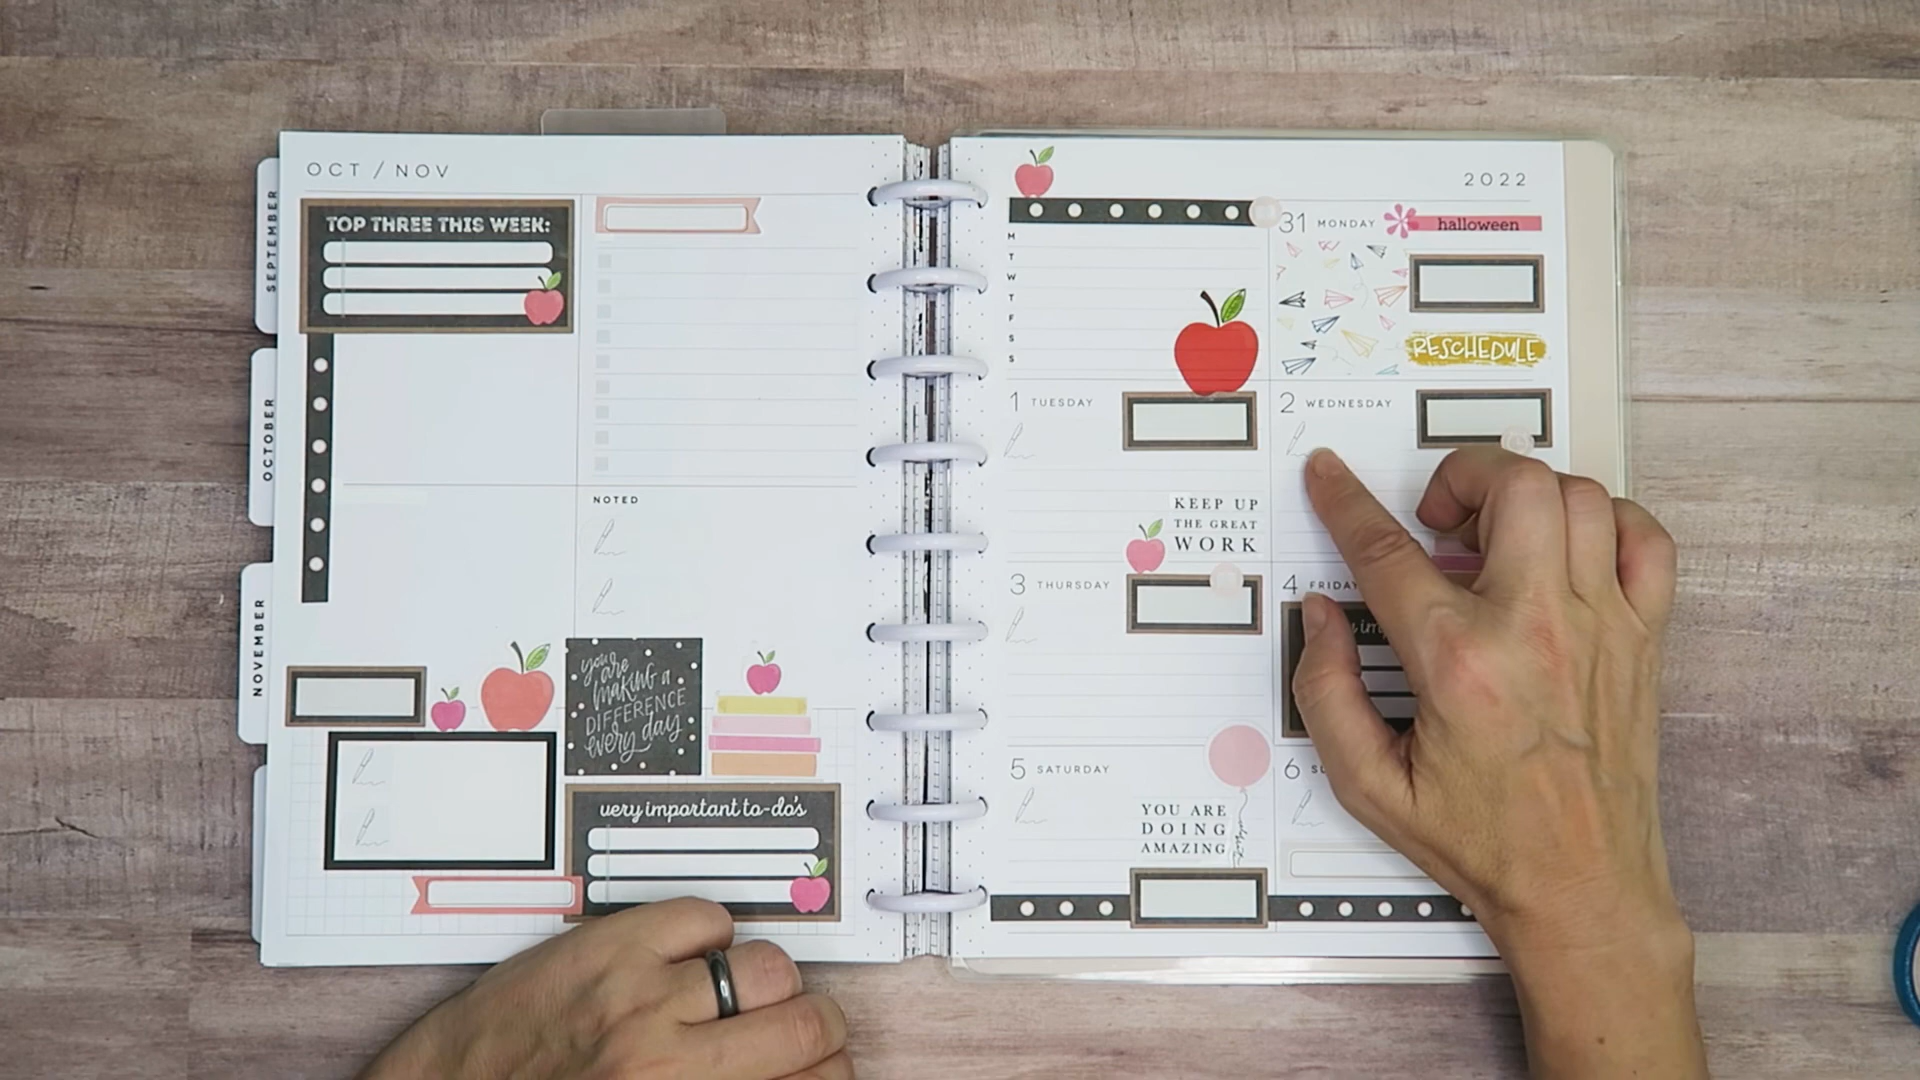 SEPTEMBER
OCTOBER
NOVEMBER
OCT / NOV
TOP THREE THIS WEEK:
NOTED
you are
making a
DIFFERENCE
every day
very important to-do's
2022
M
T
W
T
F
S
S
31 MONDAY
halloween
RESCHEDULE
1 TUESDAY
KEEP UP
THE GREAT
WORK
2 WEDNESDAY
3 THURSDAY
4 FRIDAY
5 SATURDAY
YOU ARE
DOING
AMAZING
6